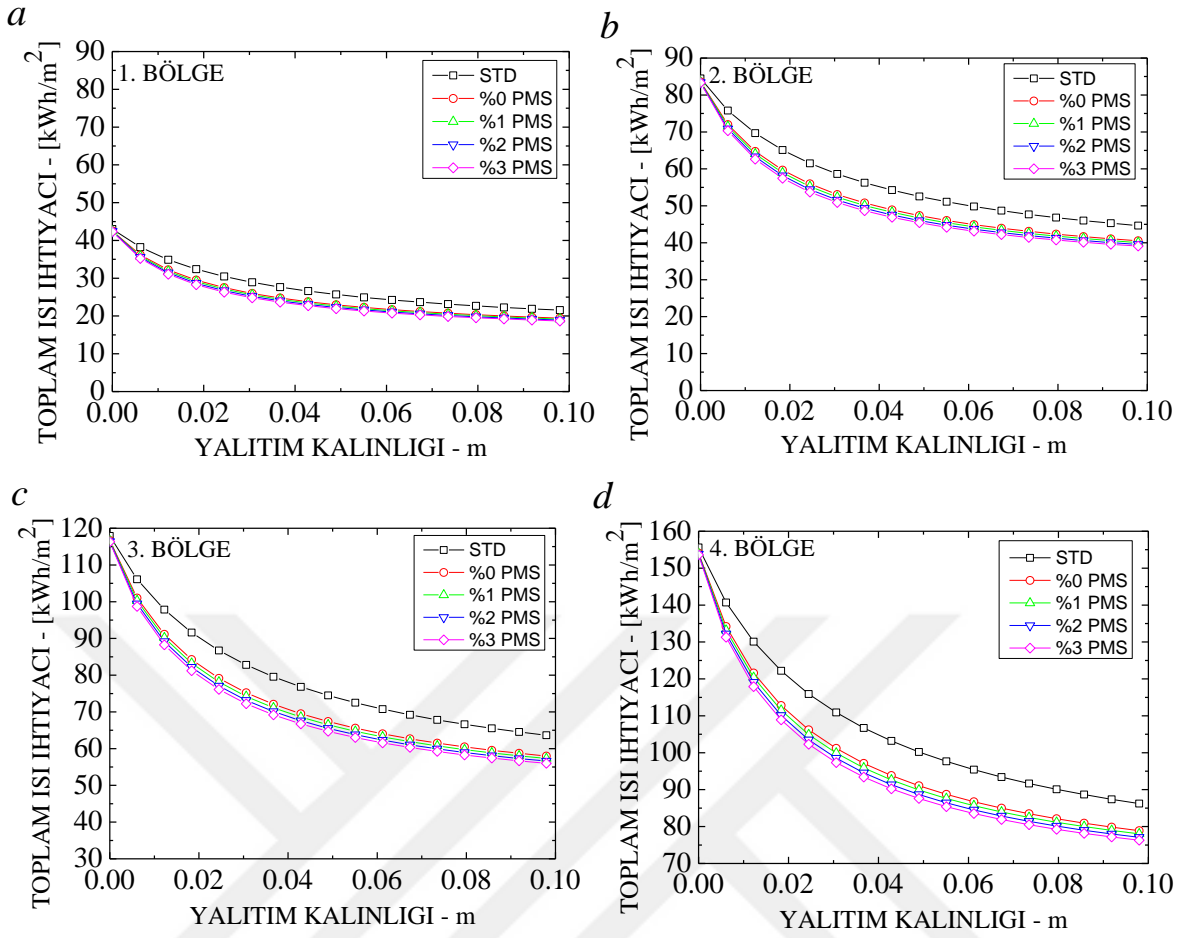 a
1. BÖLGE
STD
%0 PMS
%1 PMS
%2 PMS
%3 PMS
TOPLAM ISI IHTIYACI - [kWh/m²]
90
80
70
60
50
40
30
20
10
0
0.00 0.02 0.04 0.06 0.08 0.10
YALITIM KALINLIGI - m
b
2. BÖLGE
STD
%0 PMS
%1 PMS
%2 PMS
%3 PMS
TOPLAM ISI IHTIYACI - [kWh/m²]
90
80
70
60
50
40
30
20
10
0
0.00 0.02 0.04 0.06 0.08 0.10
YALITIM KALINLIGI - m
c
3. BÖLGE
STD
%0 PMS
%1 PMS
%2 PMS
%3 PMS
TOPLAM ISI IHTIYACI - [kWh/m²]
120
110
100
90
80
70
60
50
40
30
0.00 0.02 0.04 0.06 0.08 0.10
YALITIM KALINLIGI - m
d
4. BÖLGE
STD
%0 PMS
%1 PMS
%2 PMS
%3 PMS
TOPLAM ISI IHTIYACI - [kWh/m²]
160
150
140
130
120
110
100
90
80
70
0.00 0.02 0.04 0.06 0.08 0.10
YALITIM KALINLIGI - m